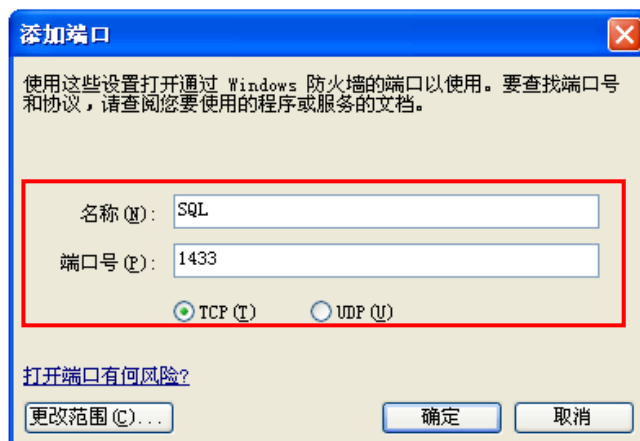 添加端口
使用这些设置打开通过 Windows 防火墙的端口以使用。要查找端口号
和协议，请查阅您要使用的程序或服务的文档。
名称(N): SQL
端口号(P): 1433
TCP(T) UDP(U)
打开端口有何风险?
更改范围(C)... 确定 取消